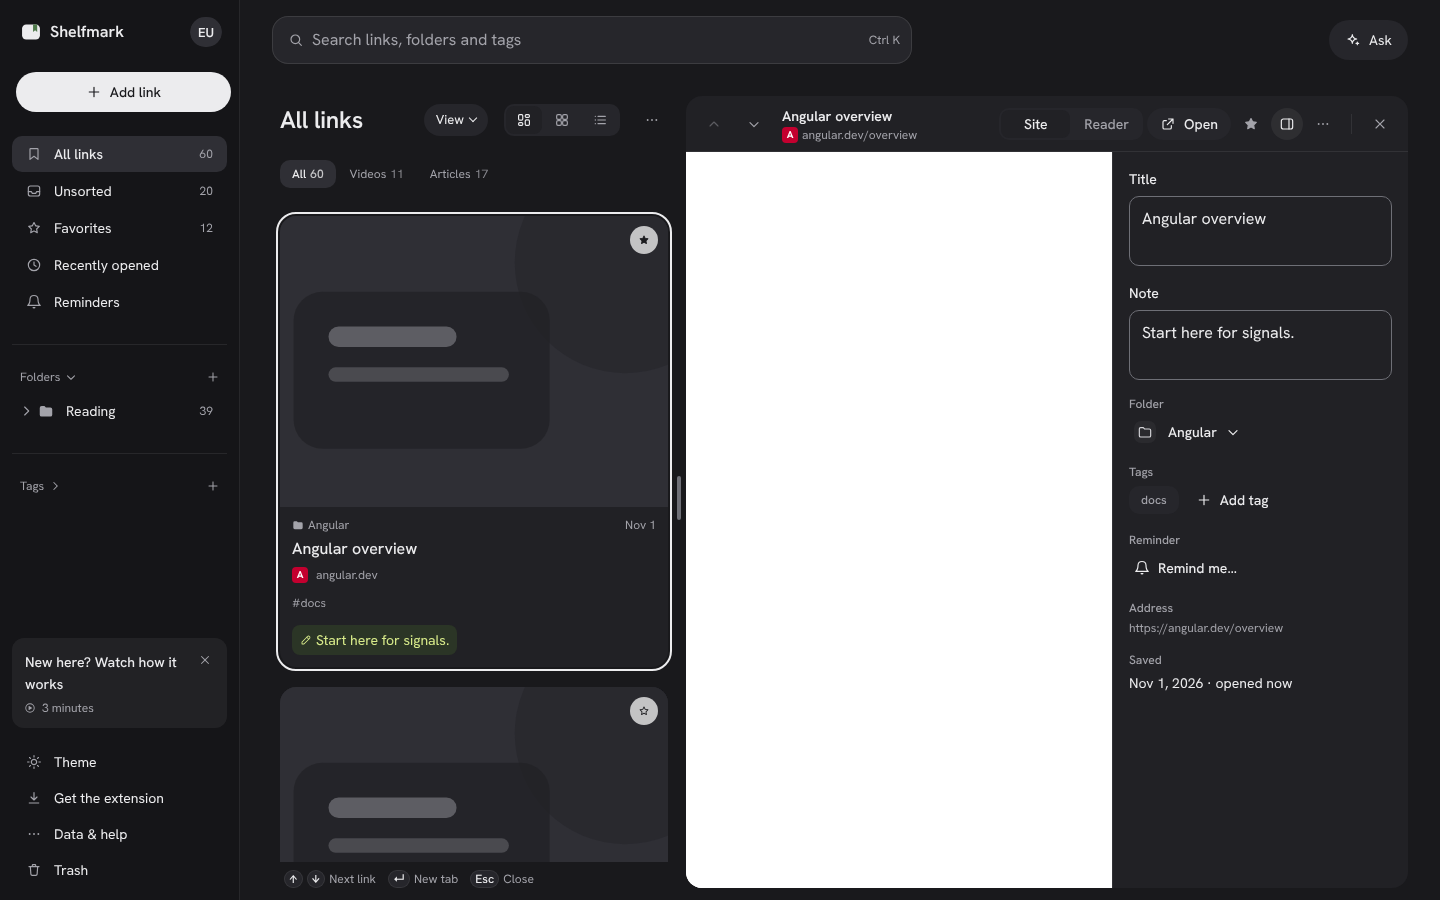 Shelfmark
EU
Add link
All links 60
Unsorted 20
Favorites 12
Recently opened
Reminders
Folders
Reading 39
Tags
New here? Watch how it
works
3 minutes
Theme
Get the extension
Data & help
Trash
Search links, folders and tags Ctrl K
Ask
All links
View
All 60 Videos 11 Articles 17
Angular Nov 1
Angular overview
A angular.dev
#docs
Start here for signals.
Next link New tab Esc Close
Angular overview
A angular.dev/overview
Site Reader Open
Title
Angular overview
Note
Start here for signals.
Folder
Angular
Tags
docs Add tag
Reminder
Remind me...
Address
https://angular.dev/overview
Saved
Nov 1, 2026 · opened now